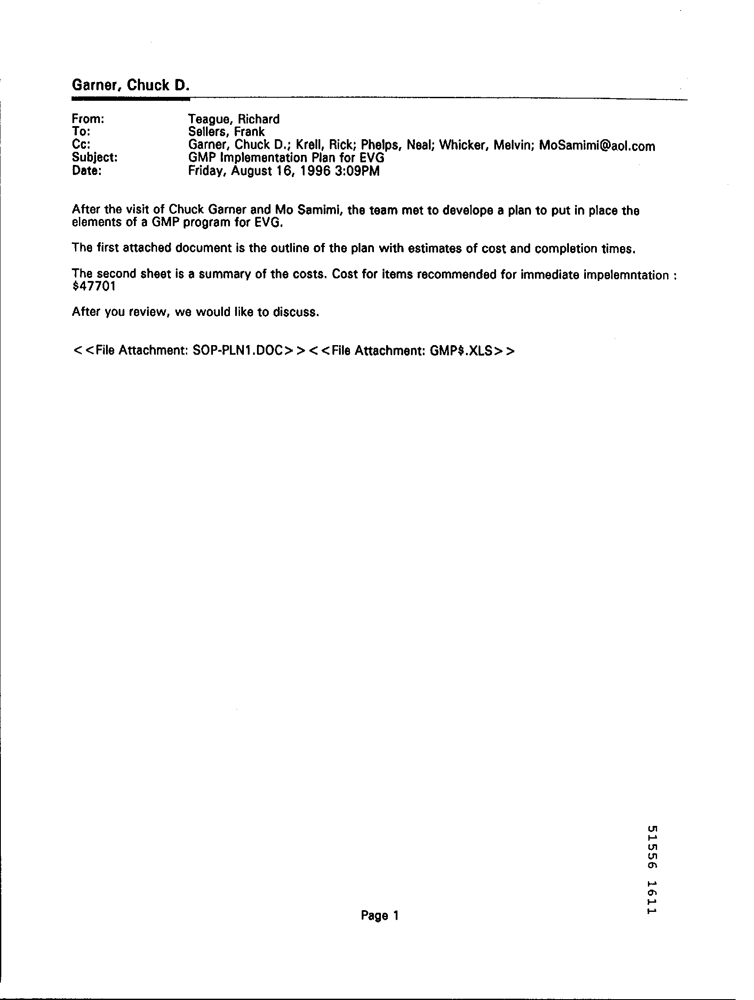 Garner, Chuck D.
From: Teague, Richard
To: Sellers, Frank
Cc: Garner, Chuck D.; Krell, Rick; Phelps, Neal; Whicker, Melvin; MoSamimi@aol.com
Subject: GMP Implementation Plan for EVG
Date: Friday, August 16, 1996 3:09PM
After the visit of Chuck Garner and Mo Samimi, the team met to develope a plan to put in place the
elements of a GMP program for EVG.
The first attached document is the outline of the plan with estimates of cost and completion times.
The second sheet is a summary of the costs. Cost for items recommended for immediate impelemntation :
$47701
After you review, we would like to discuss.
< <File Attachment: SOP-PLN1.DOC> > < <File Attachment: GMP$.XLS> >
51556 1611
Page 1